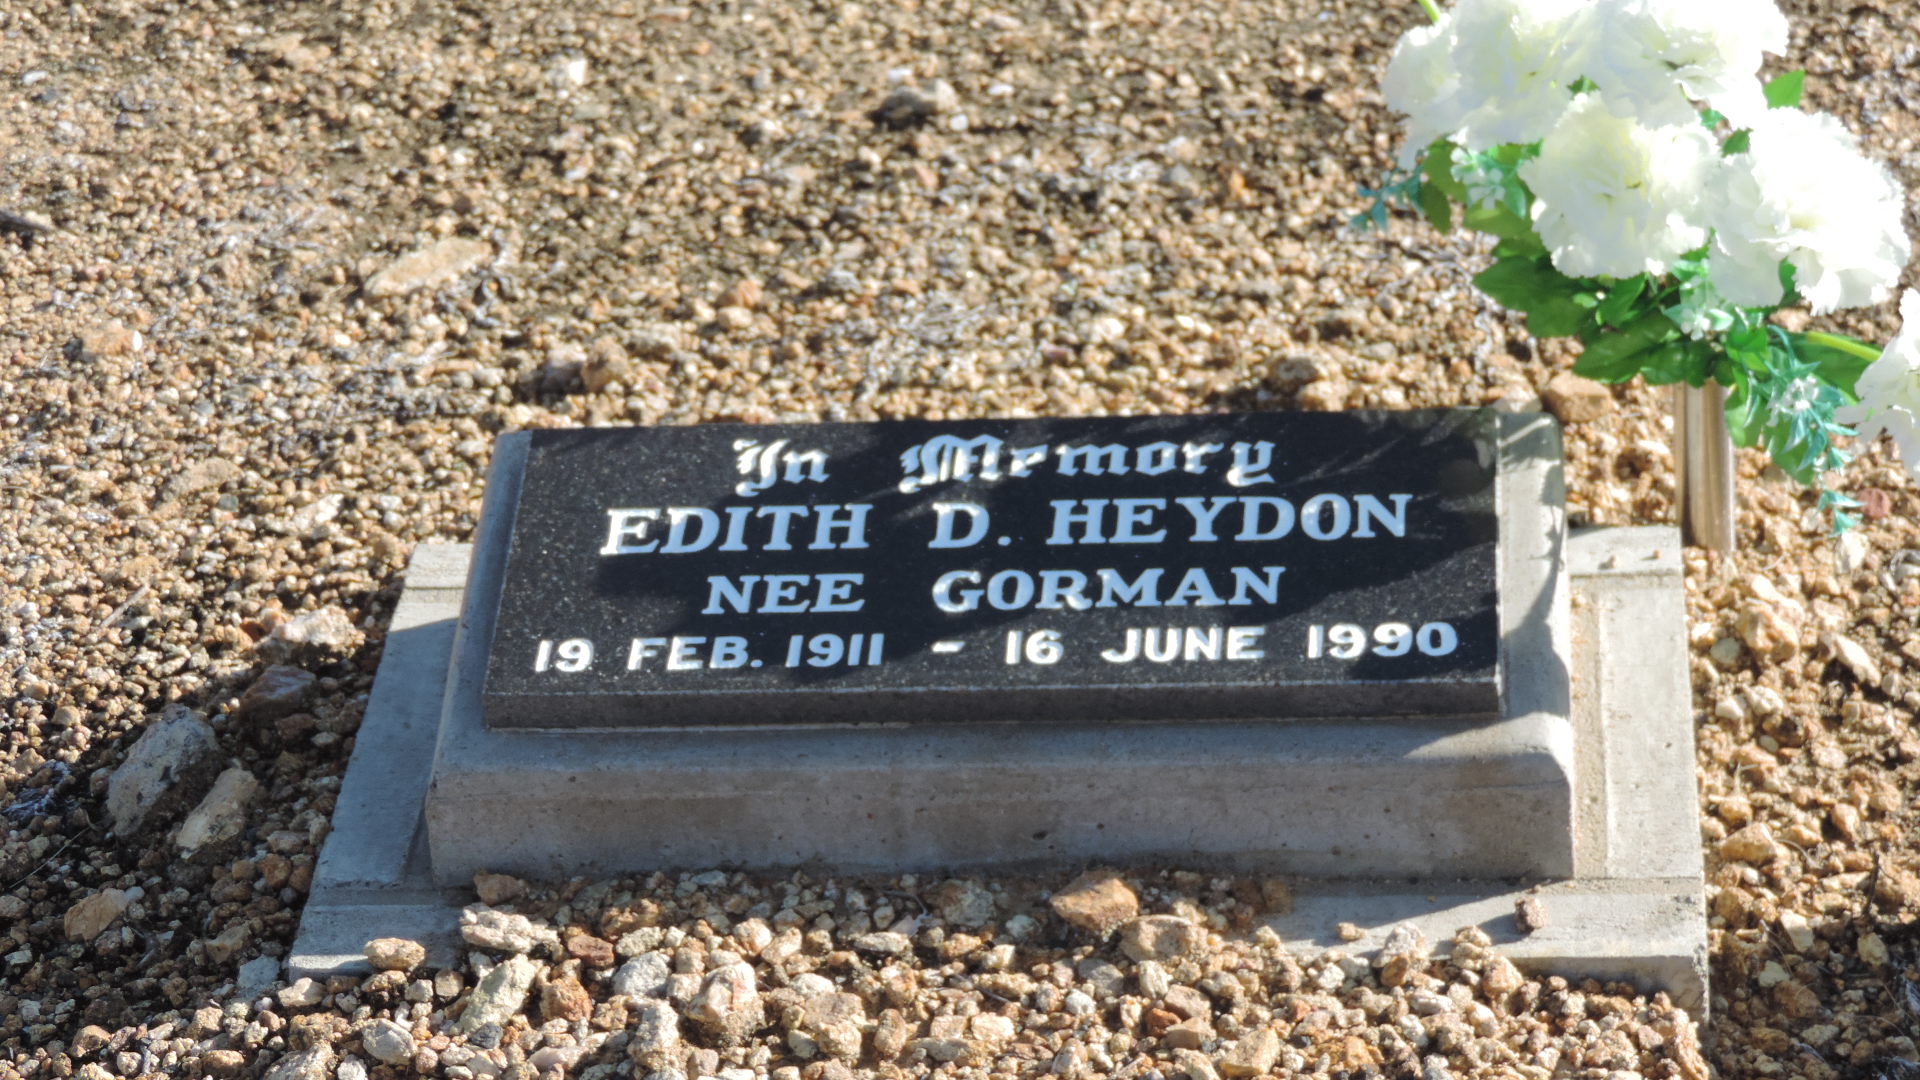 In Memory
EDITH D. HEYDON
NEE GORMAN
19 FEB. 1911 - 16 JUNE 1990